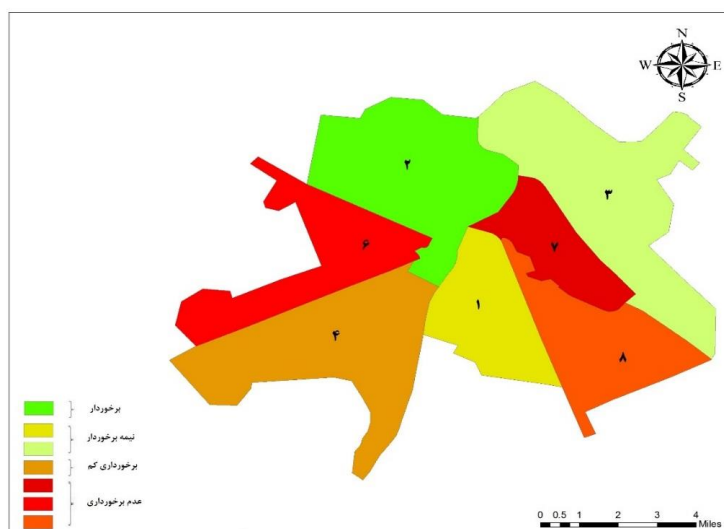 N
W E
S
۲
۳
۶
۷
۱
۴
۸
برخوردار
نیمه برخوردار
برخورداری کم
عدم برخورداری
0 0.5 1 2 3 4
Miles